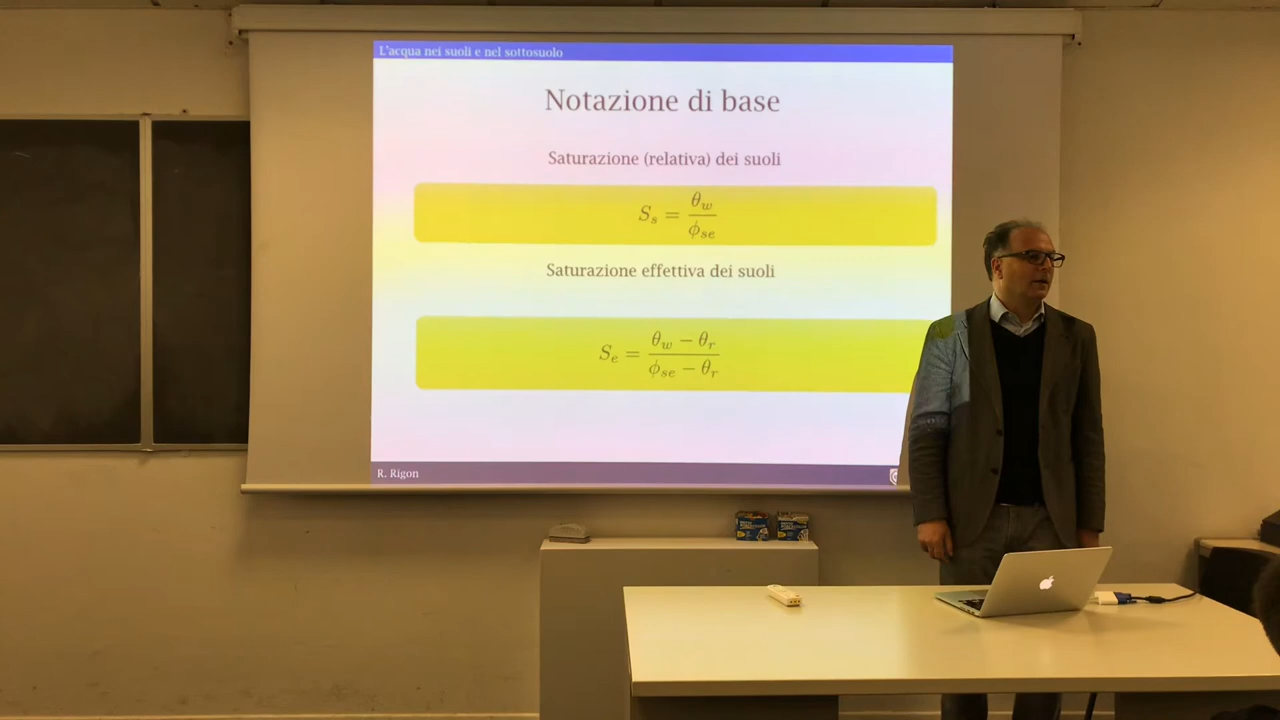 L'acqua nei suoli e nel sottosuolo
Notazione di base
Saturazione (relativa) dei suoli
S_s = θ_w / φ_se
Saturazione effettiva dei suoli
S_e = (θ_w − θ_r) / (φ_se − θ_r)
R. Rigon